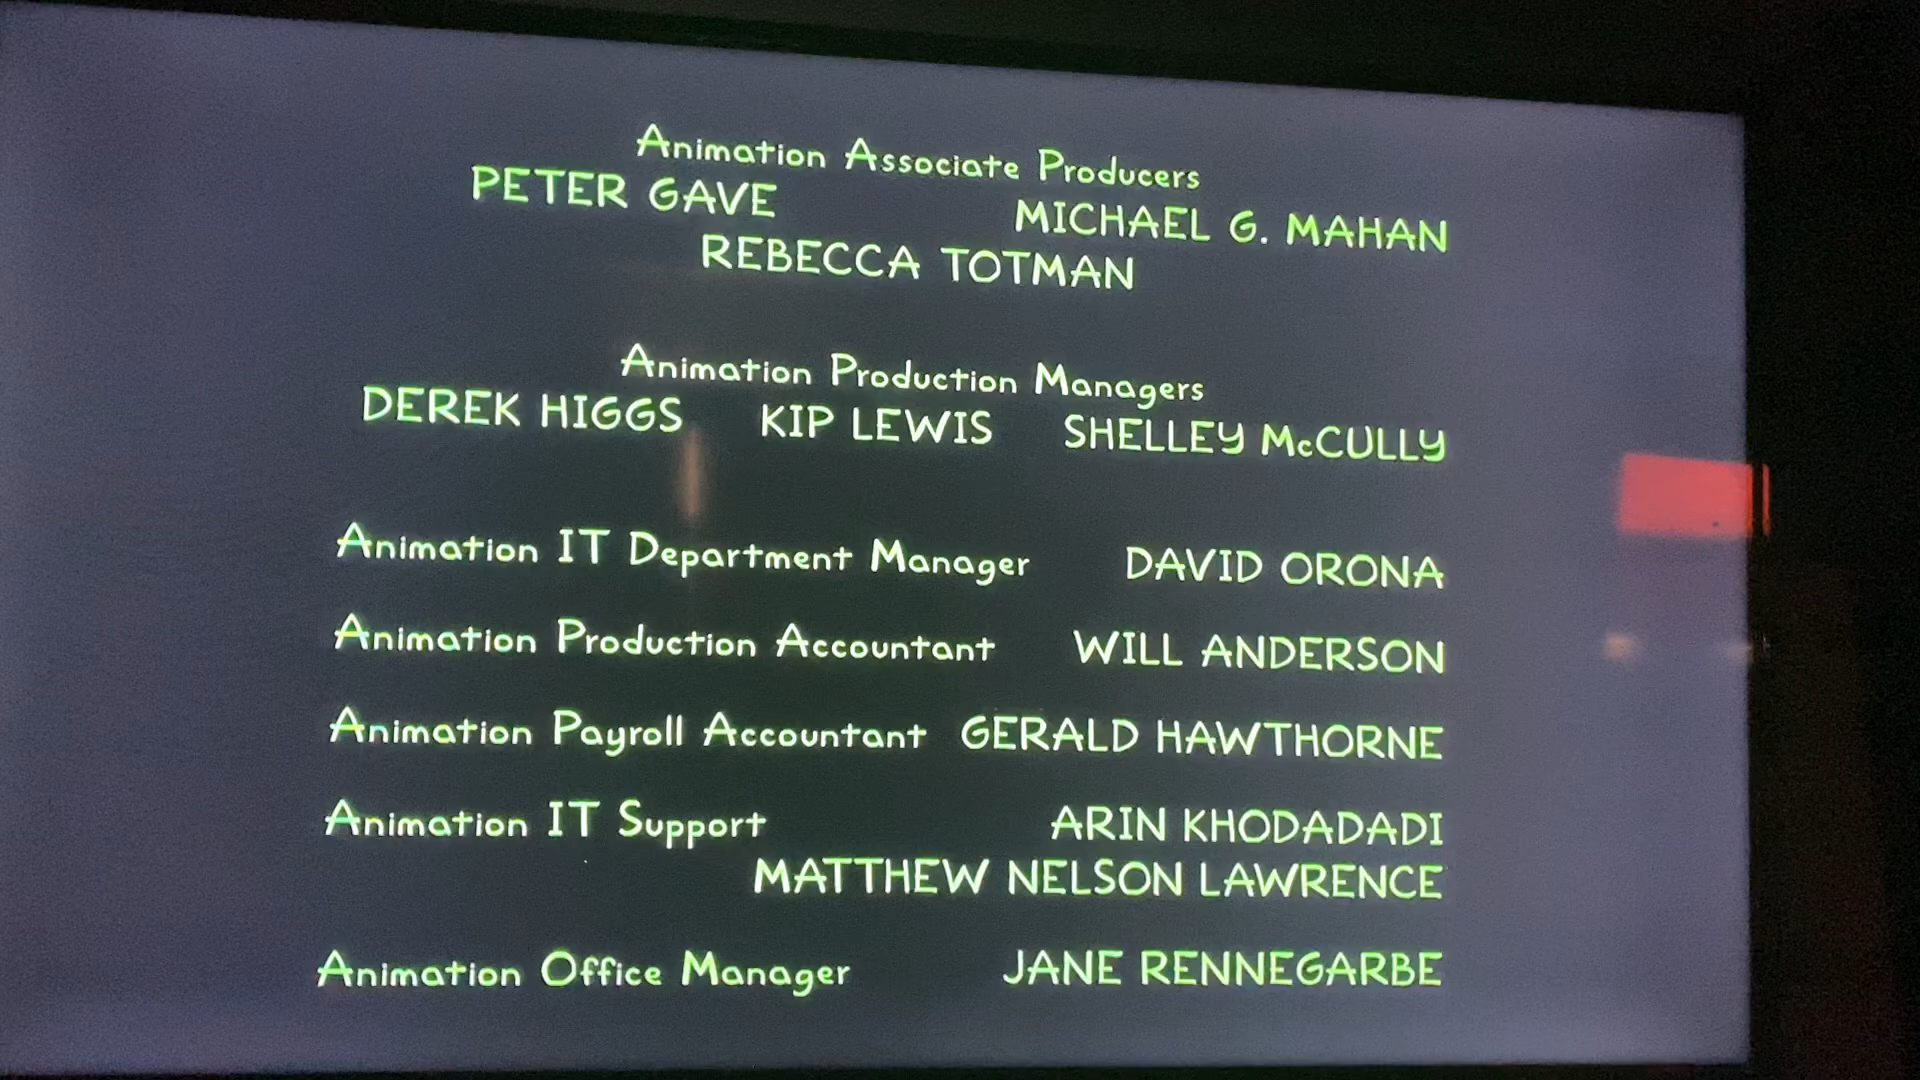 Animation Associate Producers
PETER GAVE MICHAEL G. MAHAN
REBECCA TOTMAN
Animation Production Managers
DEREK HIGGS KIP LEWIS SHELLEY McCULLY
Animation IT Department Manager DAVID ORONA
Animation Production Accountant WILL ANDERSON
Animation Payroll Accountant GERALD HAWTHORNE
Animation IT Support ARIN KHODADADI
MATTHEW NELSON LAWRENCE
Animation Office Manager JANE RENNEGARBE